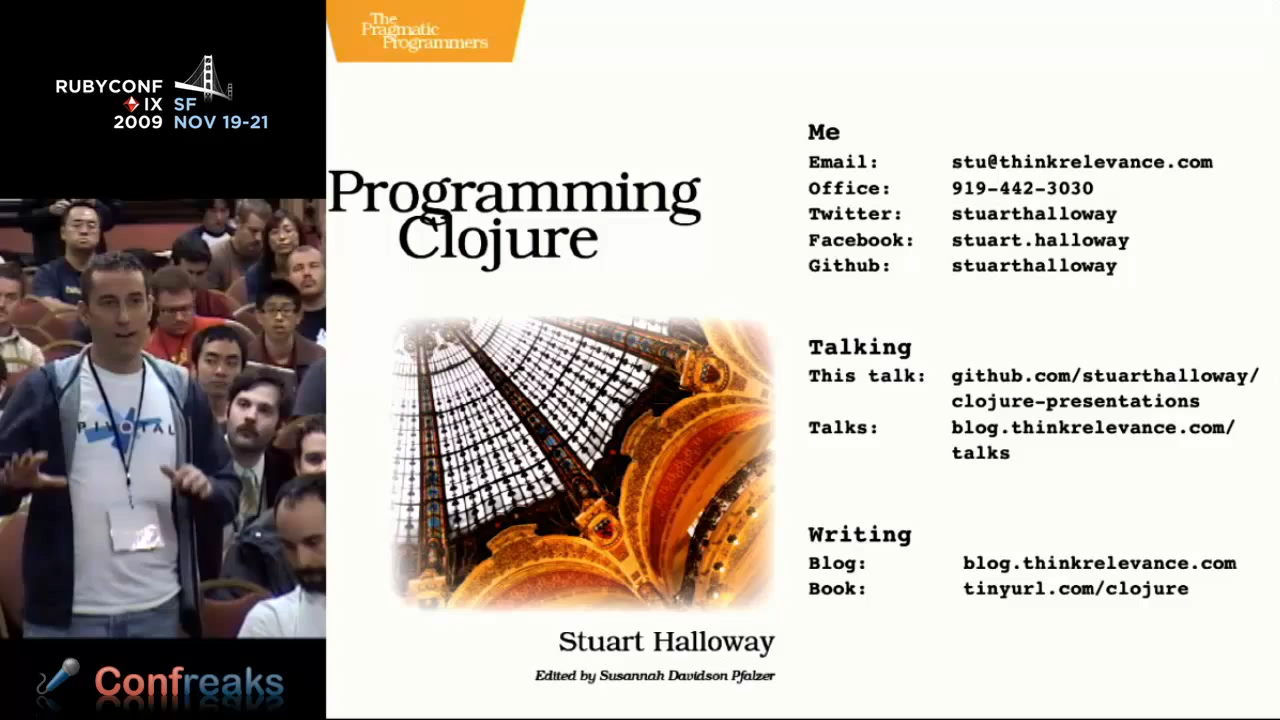 RUBYCONF
IX SF
2009 NOV 19-21
PIVOTAL
Confreaks
The
Pragmatic
Programmers
Programming
Clojure
Stuart Halloway
Edited by Susannah Davidson Pfalzer
Me
Email: stu@thinkrelevance.com
Office: 919-442-3030
Twitter: stuarthalloway
Facebook: stuart.halloway
Github: stuarthalloway
Talking
This talk: github.com/stuarthalloway/
clojure-presentations
Talks: blog.thinkrelevance.com/
talks
Writing
Blog: blog.thinkrelevance.com
Book: tinyurl.com/clojure